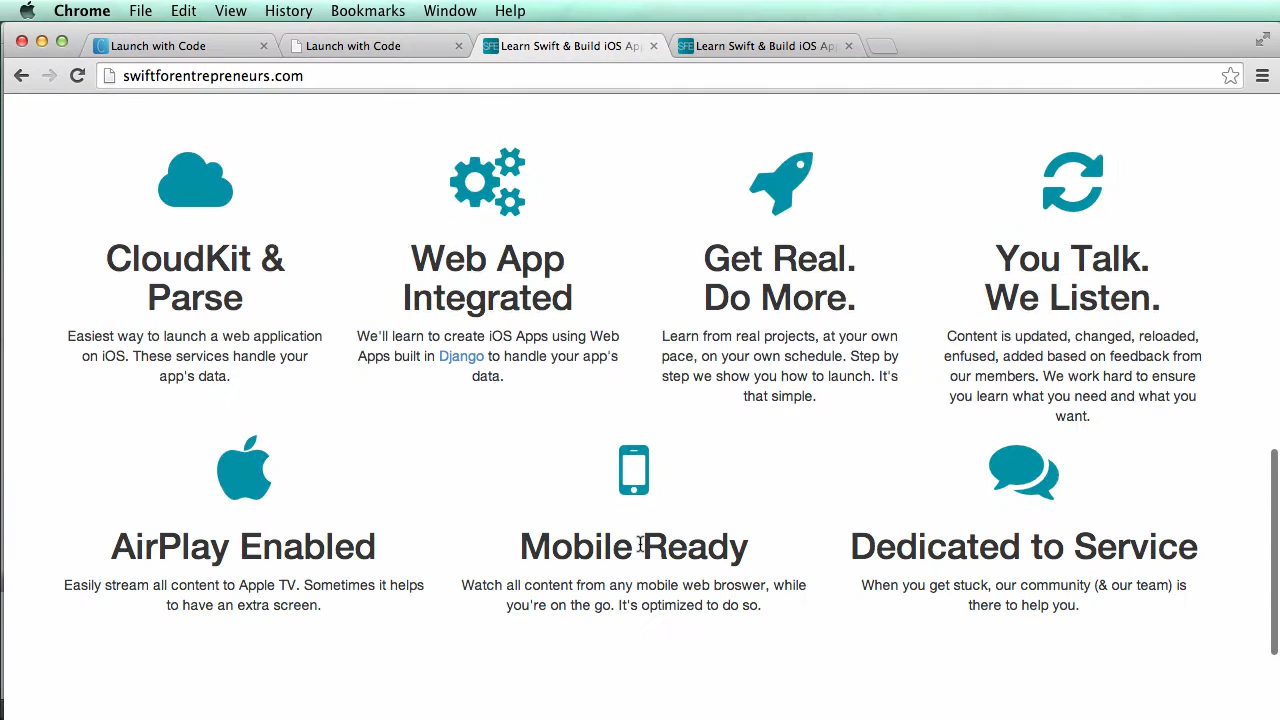 Chrome File Edit View History Bookmarks Window Help
Launch with Code
Launch with Code
SFE Learn Swift & Build iOS Ap
SFE Learn Swift & Build iOS Ap
swiftforentrepreneurs.com
CloudKit &
Parse
Easiest way to launch a web application
on iOS. These services handle your
app's data.
Web App
Integrated
We'll learn to create iOS Apps using Web
Apps built in Django to handle your app's
data.
Get Real.
Do More.
Learn from real projects, at your own
pace, on your own schedule. Step by
step we show you how to launch. It's
that simple.
You Talk.
We Listen.
Content is updated, changed, reloaded,
enfused, added based on feedback from
our members. We work hard to ensure
you learn what you need and what you
want.
AirPlay Enabled
Easily stream all content to Apple TV. Sometimes it helps
to have an extra screen.
Mobile Ready
Watch all content from any mobile web broswer, while
you're on the go. It's optimized to do so.
Dedicated to Service
When you get stuck, our community (& our team) is
there to help you.